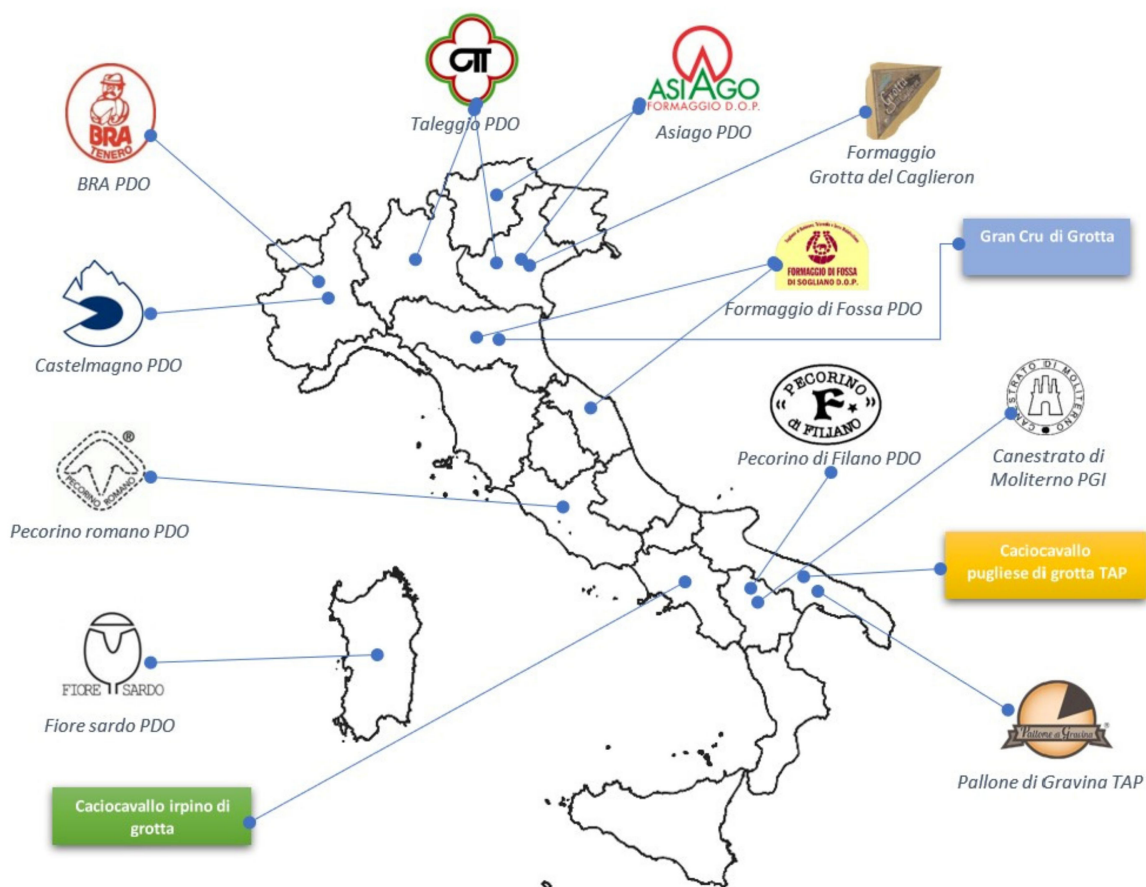 CTT
Taleggio PDO
ASIAGO
FORMAGGIO D.O.P.
Asiago PDO
BRA
TENERO
BRA PDO
Grotta
Caglieron
Formaggio
Grotta del Caglieron
Gran Cru di Grotta
FORMAGGIO DI FOSSA
DI SOGLIANO D.O.P.
Formaggio di Fossa PDO
Castelmagno PDO
PECORINO
F
di FILIANO
Pecorino di Filano PDO
CANESTRATO DI MOLITERNO
Canestrato di
Moliterno PGI
®
PECORINO ROMANO
Pecorino romano PDO
Caciocavallo
pugliese di grotta TAP
FIORE SARDO
Fiore sardo PDO
Pallone di Gravina
®
Pallone di Gravina TAP
Caciocavallo irpino di
grotta